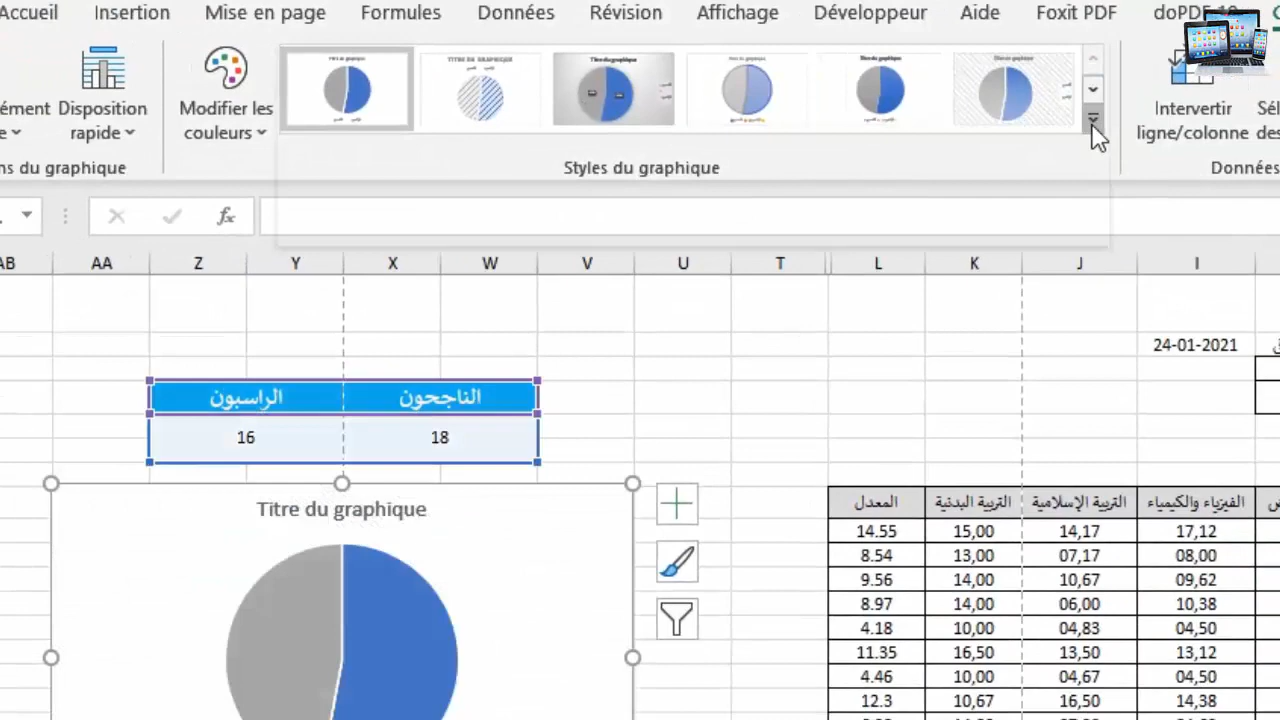 Accueil Insertion Mise en page Formules Données Révision Affichage Développeur Aide Foxit PDF doPDF
Disposition rapide
Modifier les couleurs
Intervertir ligne/colonne
ns du graphique
Styles du graphique
Données
fx
AB AA Z Y X W V U T L K J I
24-01-2021
الراسبون الناجحون
16 18
Titre du graphique
المعدل التربية البدنية التربية الإسلامية الفيزياء والكيمياء
14.55 15,00 14,17 17,12
8.54 13,00 07,17 08,00
9.56 14,00 10,67 09,62
8.97 14,00 06,00 10,38
4.18 10,00 04,83 04,50
11.35 16,50 13,50 13,12
4.46 10,00 04,67 04,50
12.3 10,67 16,50 14,38